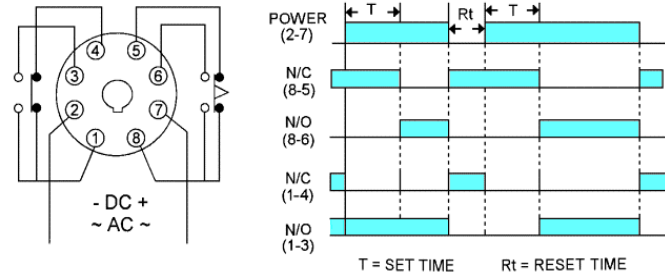 4 5
3 6
2 7
1 8
- DC +
~ AC ~
T Rt T
POWER
(2-7)
N/C
(8-5)
N/O
(8-6)
N/C
(1-4)
N/O
(1-3)
T = SET TIME Rt = RESET TIME